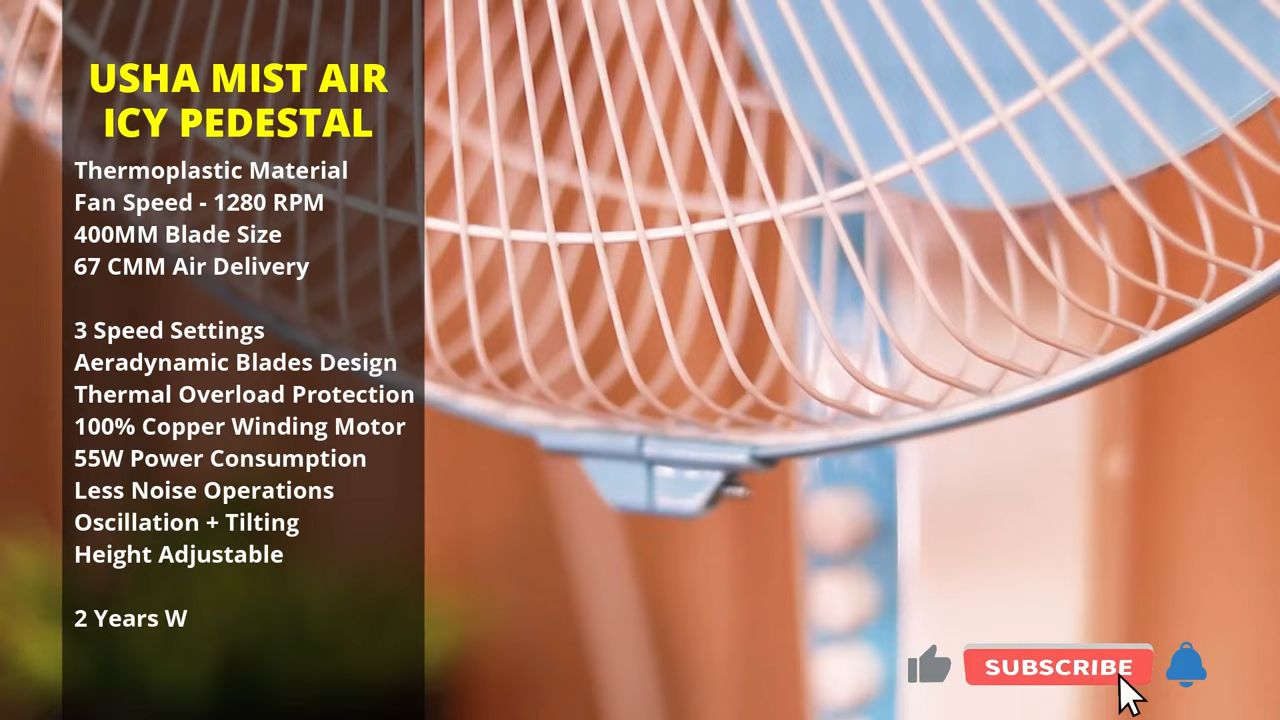 USHA MIST AIR
ICY PEDESTAL
Thermoplastic Material
Fan Speed - 1280 RPM
400MM Blade Size
67 CMM Air Delivery
3 Speed Settings
Aeradynamic Blades Design
Thermal Overload Protection
100% Copper Winding Motor
55W Power Consumption
Less Noise Operations
Oscillation + Tilting
Height Adjustable
2 Years W
SUBSCRIBE